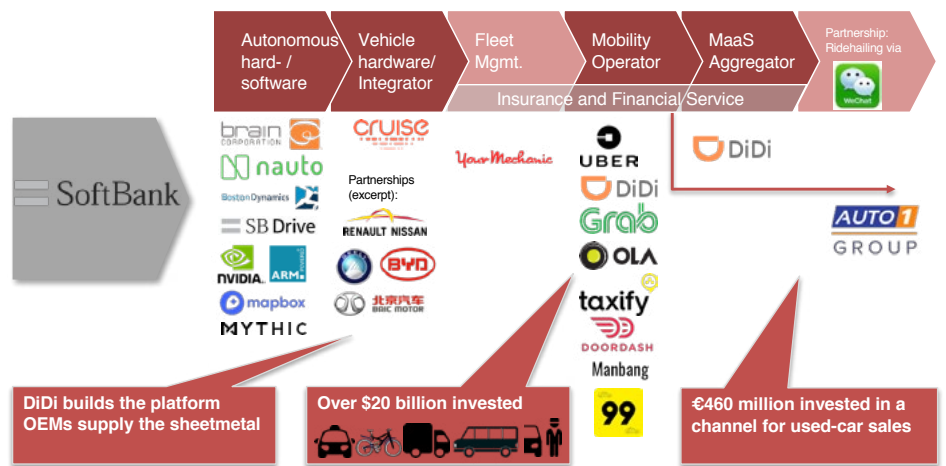 Autonomous
hard- /
software
Vehicle
hardware/
Integrator
Fleet
Mgmt.
Mobility
Operator
MaaS
Aggregator
Partnership:
Ridehailing via
WeChat
Insurance and Financial Service
SoftBank
brain
CORPORATION
nauto
Boston Dynamics
SB Drive
NVIDIA.
ARM
mapbox
MYTHIC
CRUISE
Partnerships
(excerpt):
RENAULT NISSAN
BYD
北京汽车
BAIC MOTOR
YourMechanic
UBER
DiDi
Grab
OLA
taxify
DOORDASH
Manbang
99
DiDi
AUTO1
GROUP
DiDi builds the platform
OEMs supply the sheetmetal
Over $20 billion invested
€460 million invested in a
channel for used-car sales